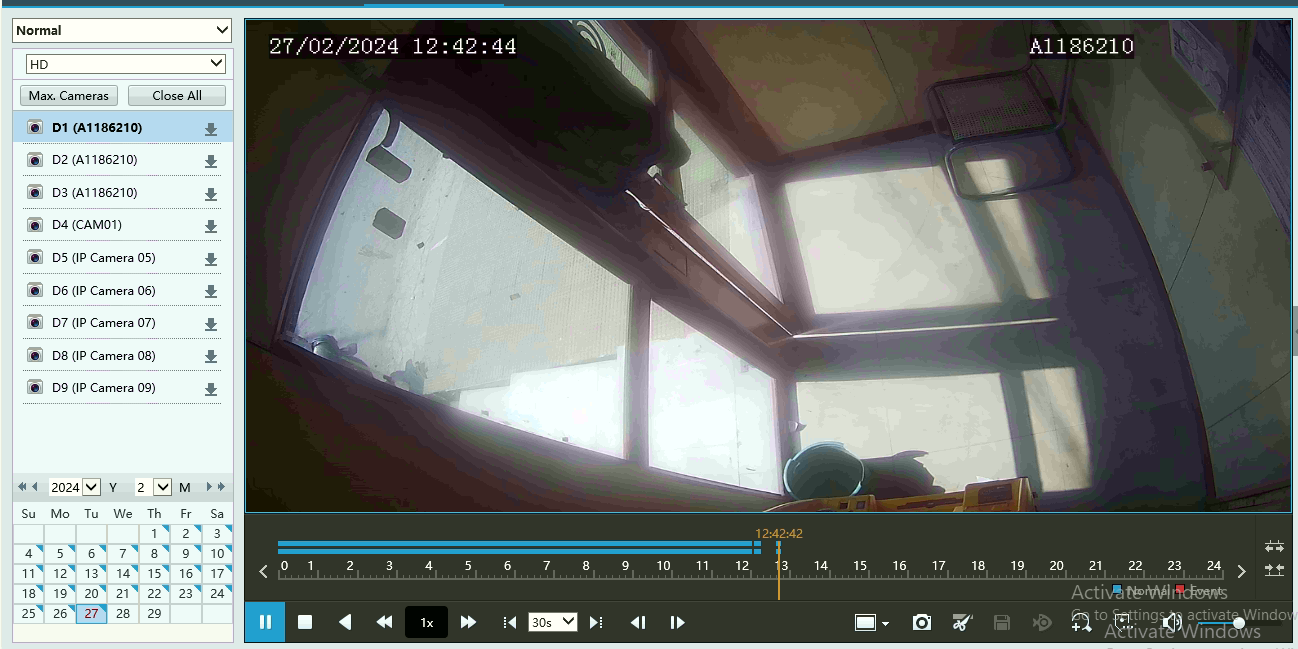 Normal
HD
Max. Cameras Close All
D1 (A1186210)
D2 (A1186210)
D3 (A1186210)
D4 (CAM01)
D5 (IP Camera 05)
D6 (IP Camera 06)
D7 (IP Camera 07)
D8 (IP Camera 08)
D9 (IP Camera 09)
2024 Y 2 M
Su Mo Tu We Th Fr Sa
1 2 3
4 5 6 7 8 9 10
11 12 13 14 15 16 17
18 19 20 21 22 23 24
25 26 27 28 29
27/02/2024 12:42:44 A1186210
12:42:42
0 1 2 3 4 5 6 7 8 9 10 11 12 13 14 15 16 17 18 19 20 21 22 23 24
Normal Event
Activate Windows
Go to Settings to activate Window
Activate Windows
1x 30s